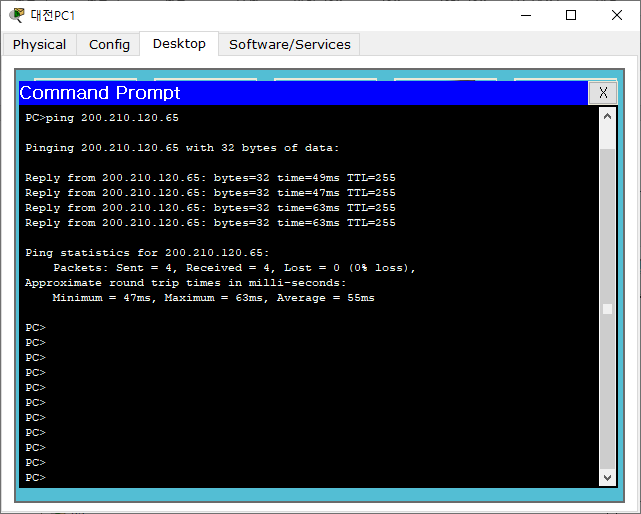 대전PC1
Physical Config Desktop Software/Services
Command Prompt X
PC>ping 200.210.120.65
Pinging 200.210.120.65 with 32 bytes of data:
Reply from 200.210.120.65: bytes=32 time=49ms TTL=255
Reply from 200.210.120.65: bytes=32 time=47ms TTL=255
Reply from 200.210.120.65: bytes=32 time=63ms TTL=255
Reply from 200.210.120.65: bytes=32 time=63ms TTL=255
Ping statistics for 200.210.120.65:
Packets: Sent = 4, Received = 4, Lost = 0 (0% loss),
Approximate round trip times in milli-seconds:
Minimum = 47ms, Maximum = 63ms, Average = 55ms
PC>
PC>
PC>
PC>
PC>
PC>
PC>
PC>
PC>
PC>
PC>